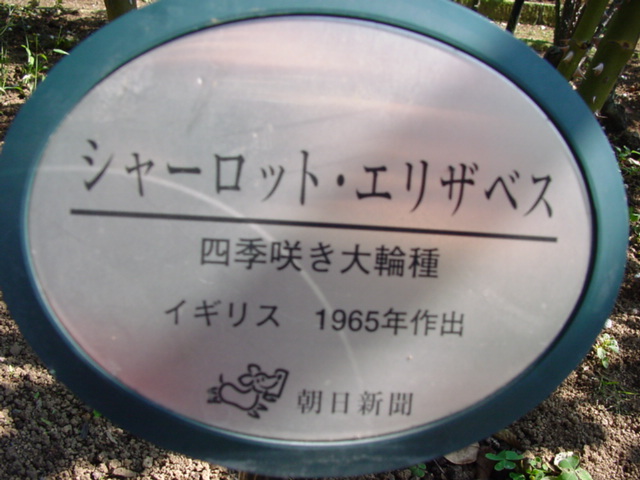 シャーロット・エリザベス
四季咲き大輪種
イギリス 1965年作出
朝日新聞